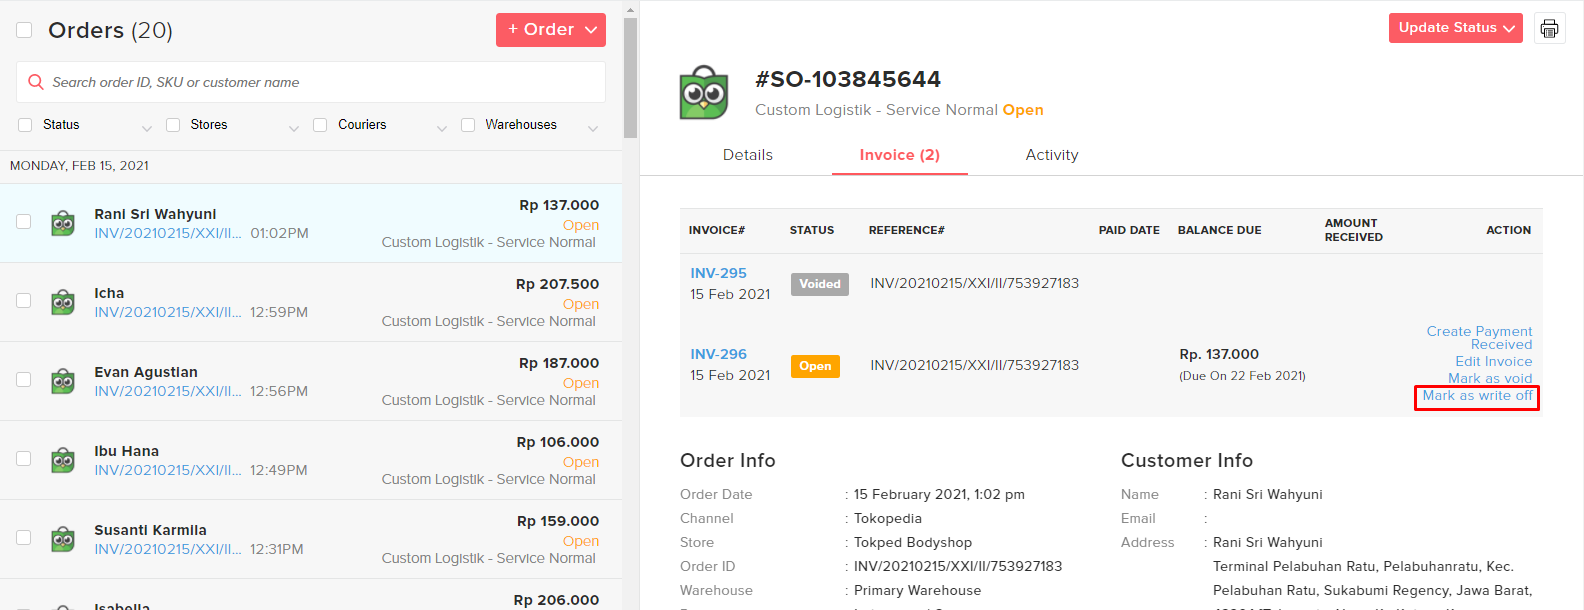 Orders (20)
+ Order
Search order ID, SKU or customer name
Status
Stores
Couriers
Warehouses
MONDAY, FEB 15, 2021
Rani Sri Wahyuni
INV/20210215/XXI/II... 01:02PM
Rp 137.000
Open
Custom Logistik - Service Normal
Icha
INV/20210215/XXI/II... 12:59PM
Rp 207.500
Open
Custom Logistik - Service Normal
Evan Agustian
INV/20210215/XXI/II... 12:56PM
Rp 187.000
Open
Custom Logistik - Service Normal
Ibu Hana
INV/20210215/XXI/II... 12:49PM
Rp 106.000
Open
Custom Logistik - Service Normal
Susanti Karmila
INV/20210215/XXI/II... 12:31PM
Rp 159.000
Open
Custom Logistik - Service Normal
Isabella
Rp 206.000
Update Status
#SO-103845644
Custom Logistik - Service Normal Open
Details
Invoice (2)
Activity
INVOICE# STATUS REFERENCE# PAID DATE BALANCE DUE AMOUNT RECEIVED ACTION
INV-295
15 Feb 2021
Voided
INV/20210215/XXI/II/753927183
INV-296
15 Feb 2021
Open
INV/20210215/XXI/II/753927183
Rp. 137.000
(Due On 22 Feb 2021)
Create Payment
Received
Edit Invoice
Mark as void
Mark as write off
Order Info
Order Date : 15 February 2021, 1:02 pm
Channel : Tokopedia
Store : Tokped Bodyshop
Order ID : INV/20210215/XXI/II/753927183
Warehouse : Primary Warehouse
Customer Info
Name : Rani Sri Wahyuni
Email :
Address : Rani Sri Wahyuni
Terminal Pelabuhan Ratu, Pelabuhanratu, Kec.
Pelabuhan Ratu, Sukabumi Regency, Jawa Barat,